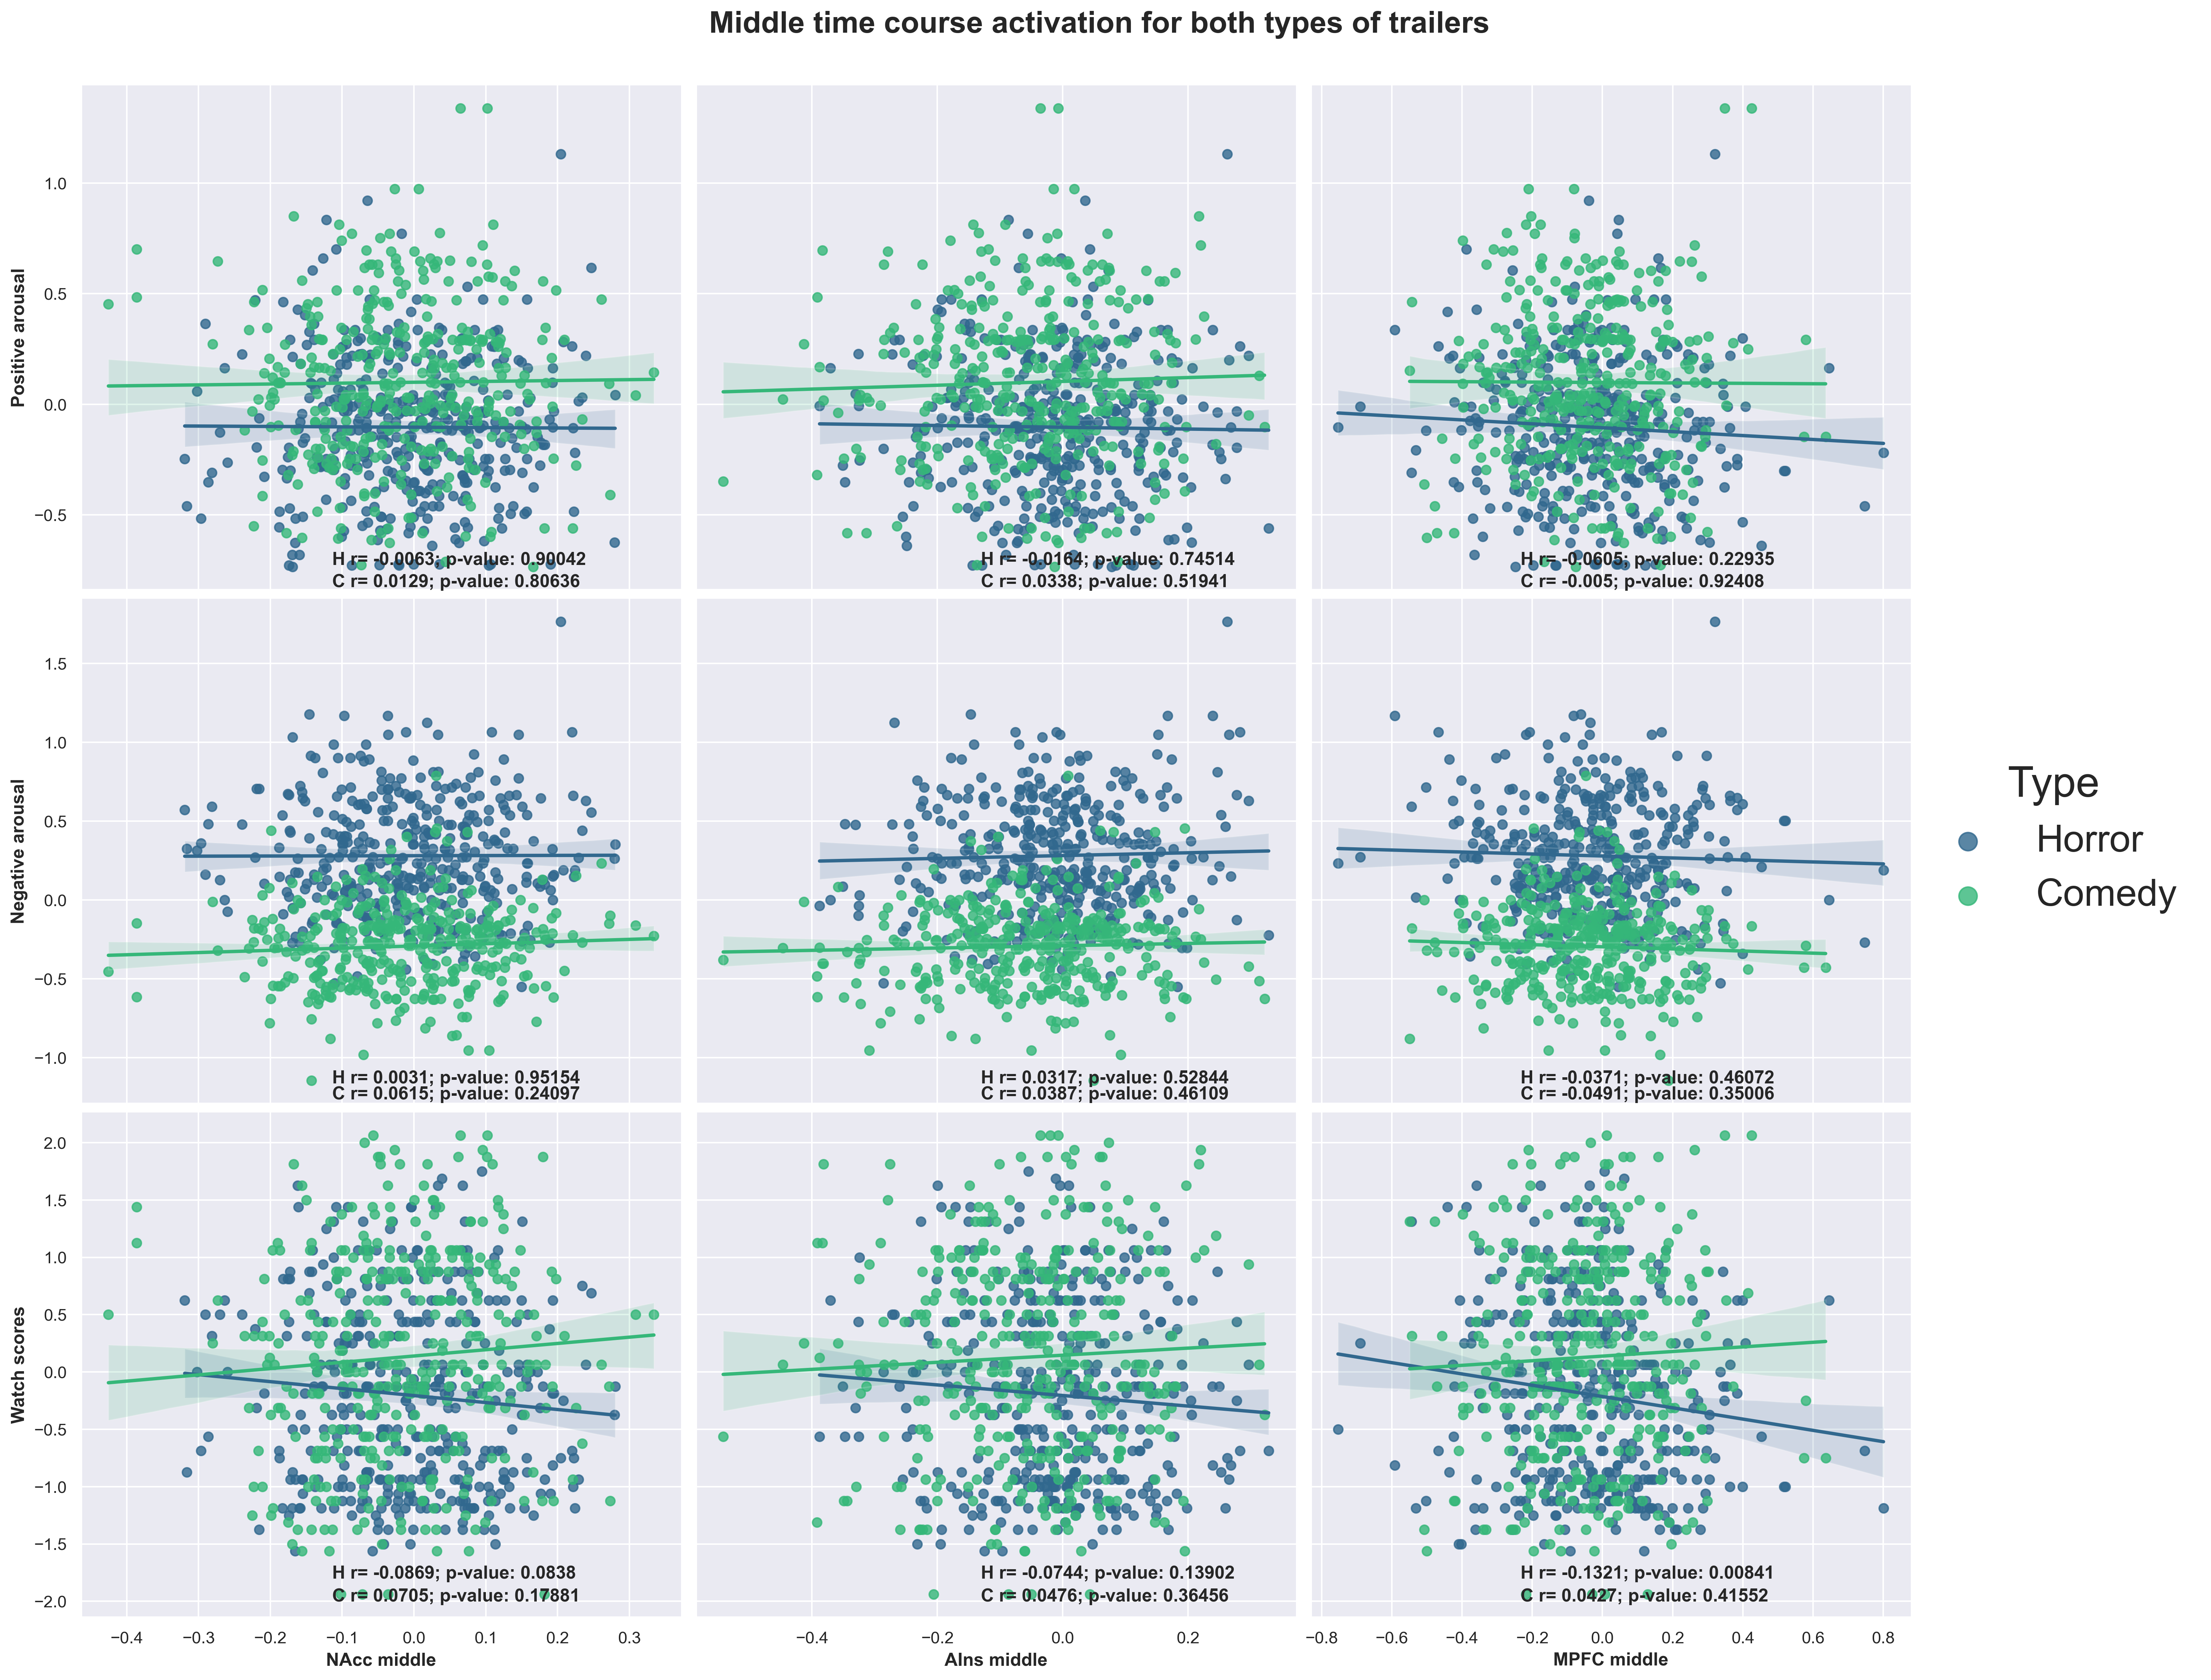 Middle time course activation for both types of trailers
Positive arousal
1.0
0.5
0.0
−0.5
H r= -0.0063; p-value: 0.90042
C r= 0.0129; p-value: 0.80636
H r= -0.0164; p-value: 0.74514
C r= 0.0338; p-value: 0.51941
H r= -0.0605; p-value: 0.22935
C r= -0.005; p-value: 0.92408
Negative arousal
1.5
1.0
0.5
0.0
−0.5
−1.0
H r= 0.0031; p-value: 0.95154
C r= 0.0615; p-value: 0.24097
H r= 0.0317; p-value: 0.52844
C r= 0.0387; p-value: 0.46109
H r= -0.0371; p-value: 0.46072
C r= -0.0491; p-value: 0.35006
Type
Horror
Comedy
Watch scores
2.0
1.5
1.0
0.5
0.0
−0.5
−1.0
−1.5
−2.0
H r= -0.0869; p-value: 0.0838
C r= 0.0705; p-value: 0.17881
H r= -0.0744; p-value: 0.13902
C r= 0.0476; p-value: 0.36456
H r= -0.1321; p-value: 0.00841
C r= 0.0427; p-value: 0.41552
−0.4 −0.3 −0.2 −0.1 0.0 0.1 0.2 0.3
NAcc middle
−0.4 −0.2 0.0 0.2
AIns middle
−0.8 −0.6 −0.4 −0.2 0.0 0.2 0.4 0.6 0.8
MPFC middle